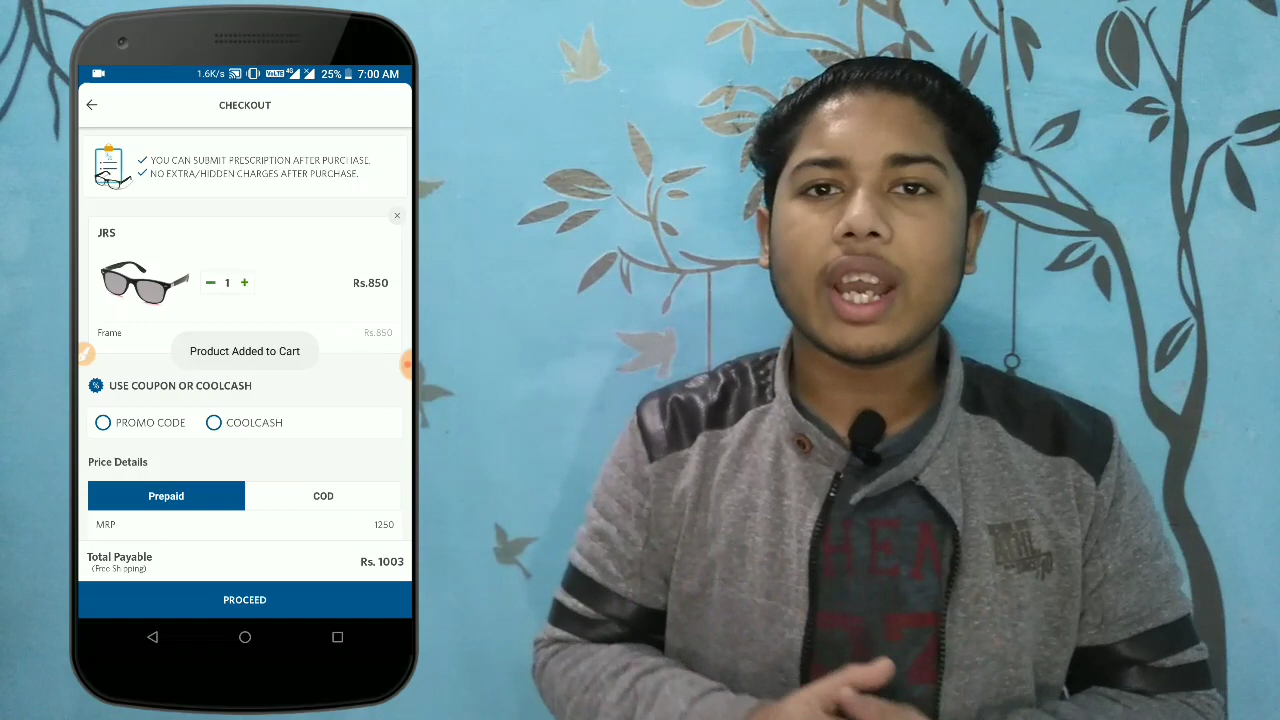 1.6K/s VoLTE 4G 25% 7:00 AM
CHECKOUT
YOU CAN SUBMIT PRESCRIPTION AFTER PURCHASE.
NO EXTRA/HIDDEN CHARGES AFTER PURCHASE.
JRS
1 Rs.850
Frame Rs.850
Product Added to Cart
USE COUPON OR COOLCASH
PROMO CODE COOLCASH
Price Details
Prepaid COD
MRP 1250
Total Payable
(Free Shipping) Rs. 1003
PROCEED